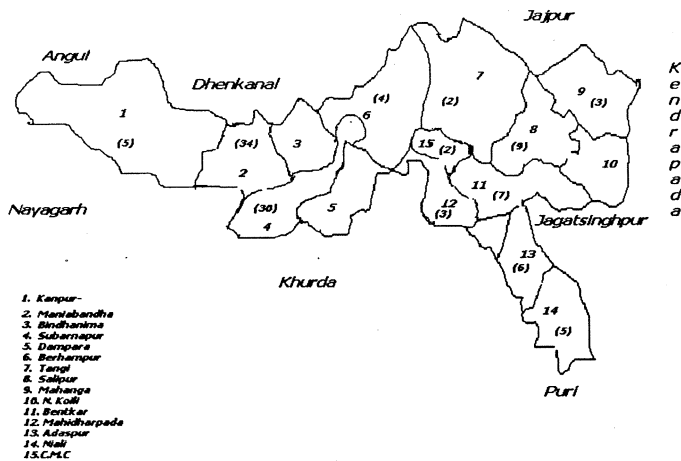 Jajpur
Angul
Dhenkanal
Kendrapada
1
(5)
(34)
2
3
(4)
6
7
(2)
9
(3)
8
(9)
10
15
(2)
11
(7)
12
(3)
(30)
4
5
Nayagarh
Jagatsinghpur
Khurda
13
(6)
14
(5)
Puri
1. Kanpur-
2. Maniabandha
3. Bindhanima
4. Subarnapur
5. Dampara
6. Berhampur
7. Tangi
8. Salipur
9. Mahanga
10. N. Koili
11. Bentkar
12. Mahidharpada
13. Adaspur
14. Niali
15.C.M.C